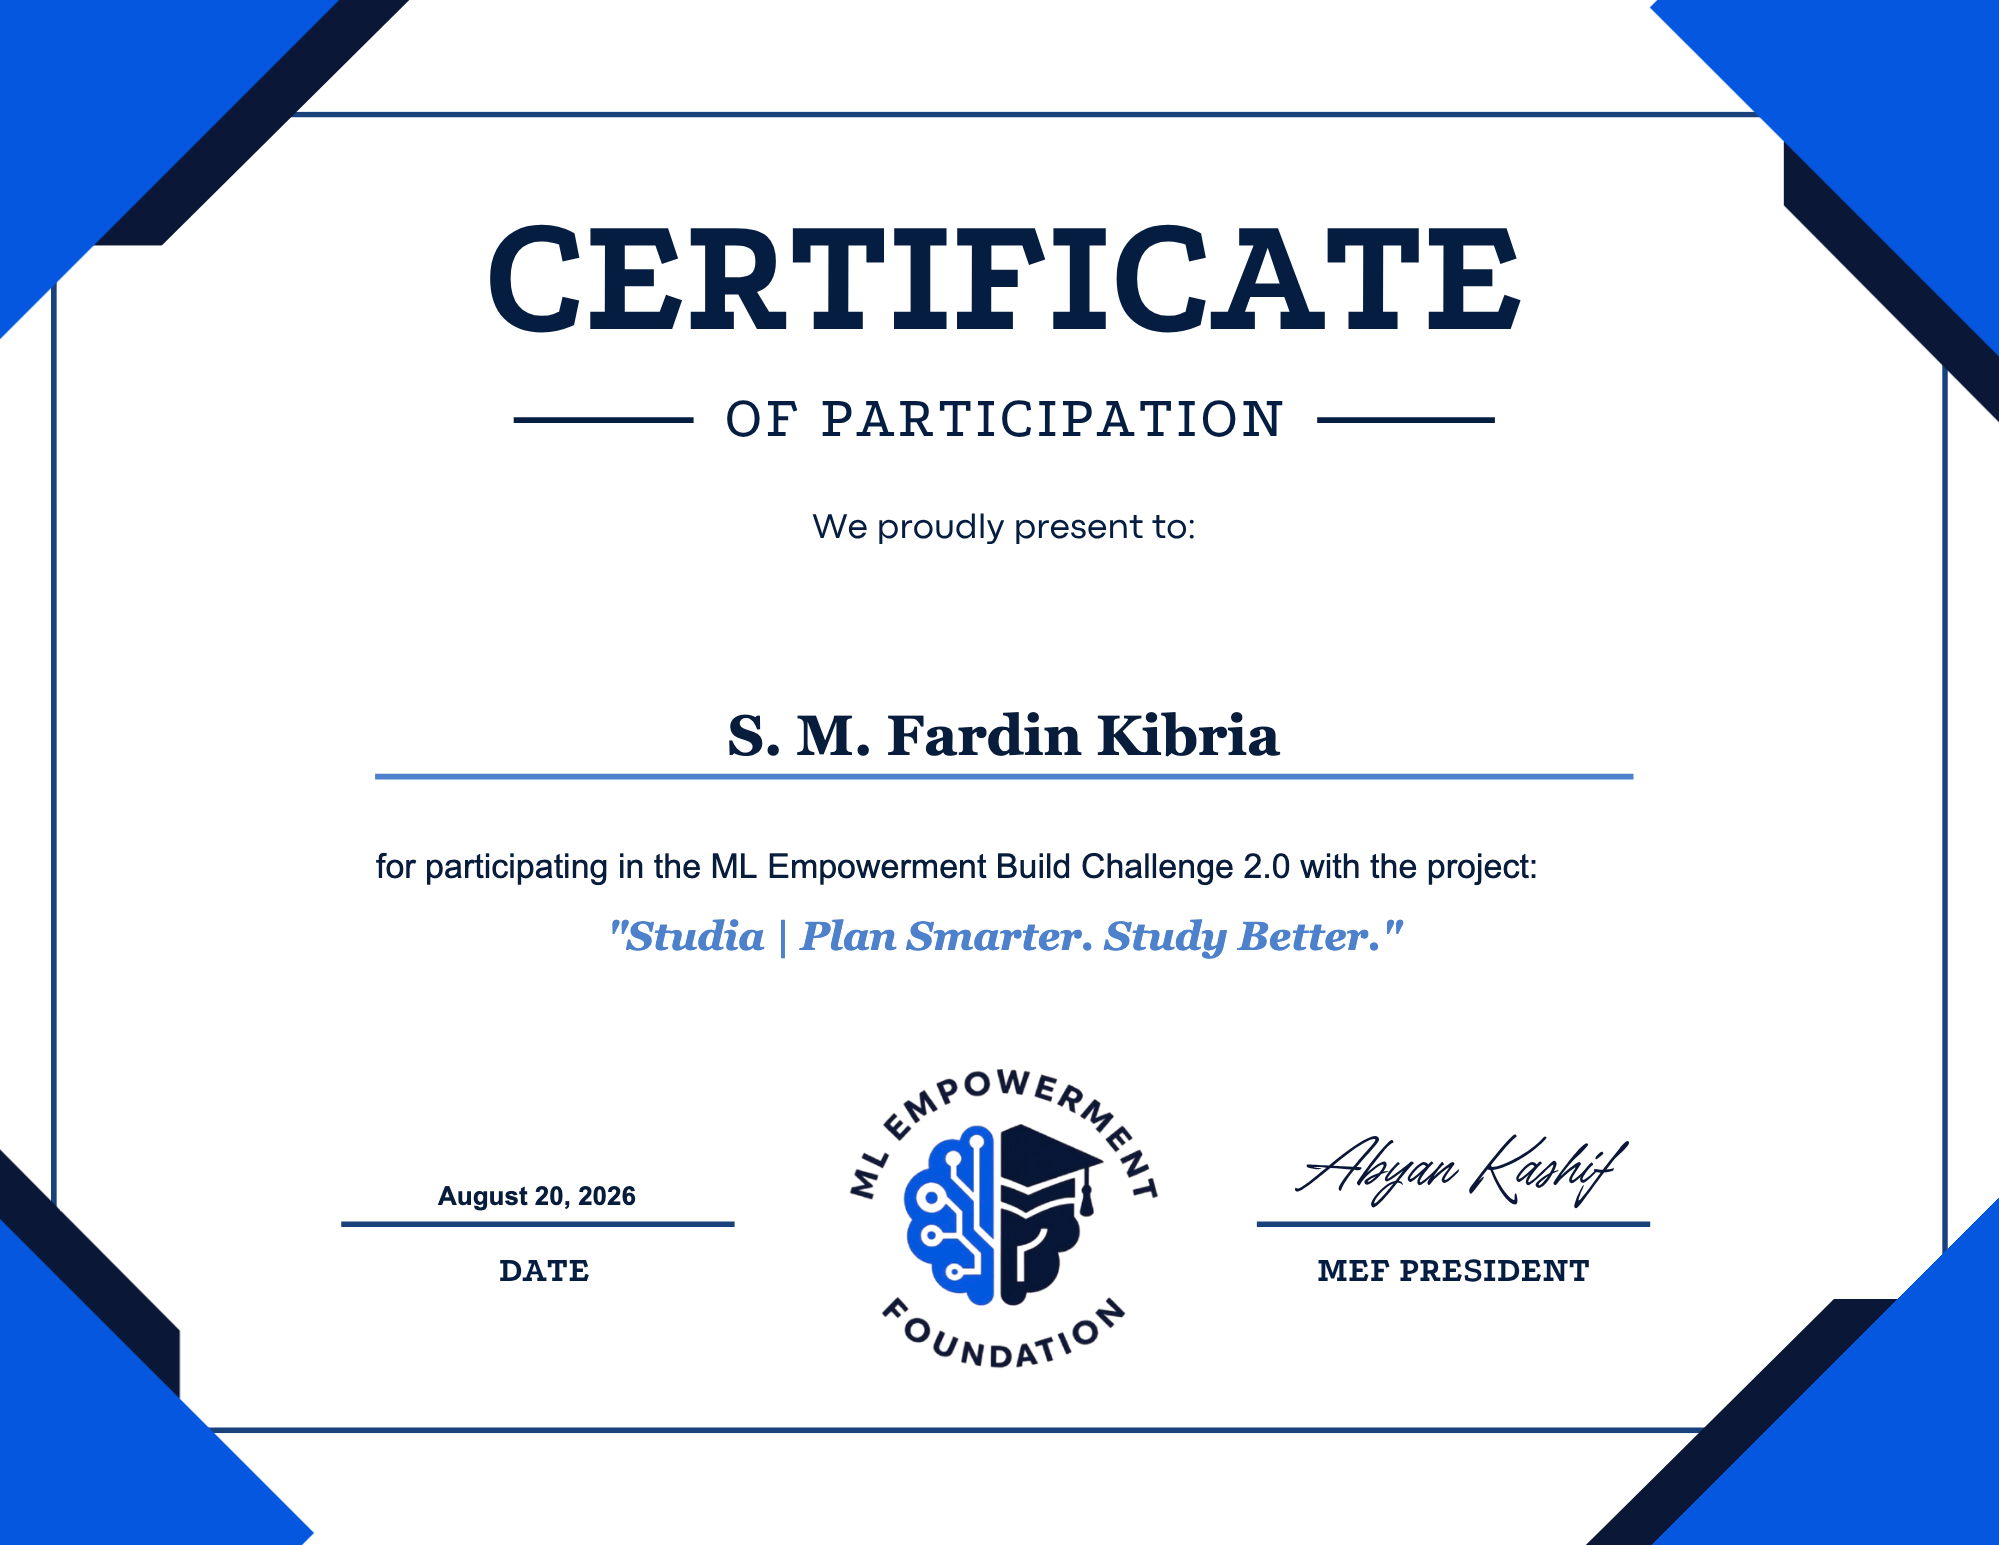 CERTIFICATE
OF PARTICIPATION
We proudly present to:
S. M. Fardin Kibria
for participating in the ML Empowerment Build Challenge 2.0 with the project:
"Studia | Plan Smarter. Study Better."
ML EMPOWERMENT
FOUNDATION
August 20, 2026
DATE
Abyan Kashif
MEF PRESIDENT